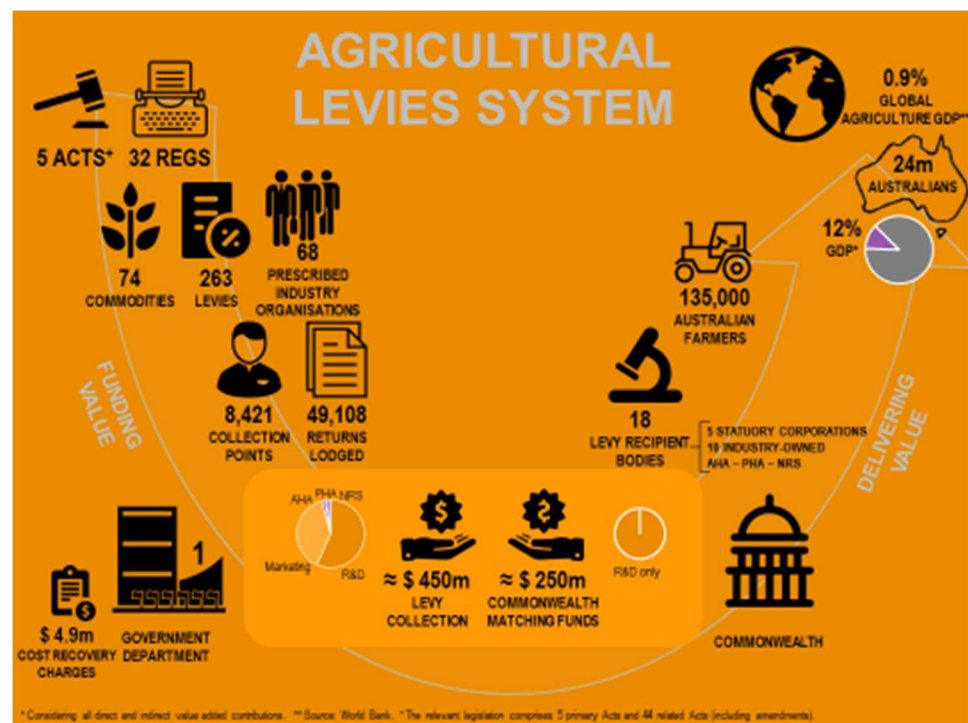 AGRICULTURAL
LEVIES SYSTEM
5 ACTS⁺
32 REGS
74
COMMODITIES
263
LEVIES
68
PRESCRIBED
INDUSTRY
ORGANISATIONS
8,421
COLLECTION
POINTS
49,108
RETURNS
LODGED
FUNDING
VALUE
0.9%
GLOBAL
AGRICULTURE GDP**
24m
AUSTRALIANS
12%
GDP*
135,000
AUSTRALIAN
FARMERS
18
LEVY RECIPIENT
BODIES
5 STATUORY CORPORATIONS
10 INDUSTRY-OWNED
AHA – PHA – NRS
DELIVERING
VALUE
AHA
PHA
NRS
Marketing
R&D
≈ $ 450m
LEVY
COLLECTION
≈ $ 250m
COMMONWEALTH
MATCHING FUNDS
R&D only
$ 4.9m
COST RECOVERY
CHARGES
1
GOVERNMENT
DEPARTMENT
COMMONWEALTH
* Considering all direct and indirect value added contributions. ** Source: World Bank. ⁺ The relevant legislation comprises 5 primary Acts and 44 related Acts (including amendments).